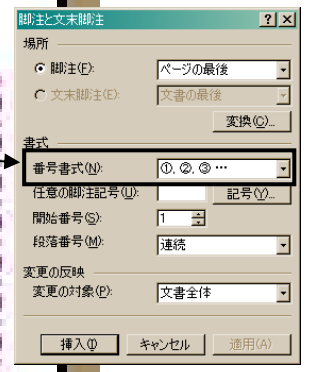 脚注と文末脚注
場所
脚注(F): ページの最後
文末脚注(E): 文書の最後
変換(C)...
書式
番号書式(N): ①, ②, ③ …
任意の脚注記号(U): 記号(Y)...
開始番号(S): 1
段落番号(M): 連続
変更の反映
変更の対象(P): 文書全体
挿入(I) キャンセル 適用(A)